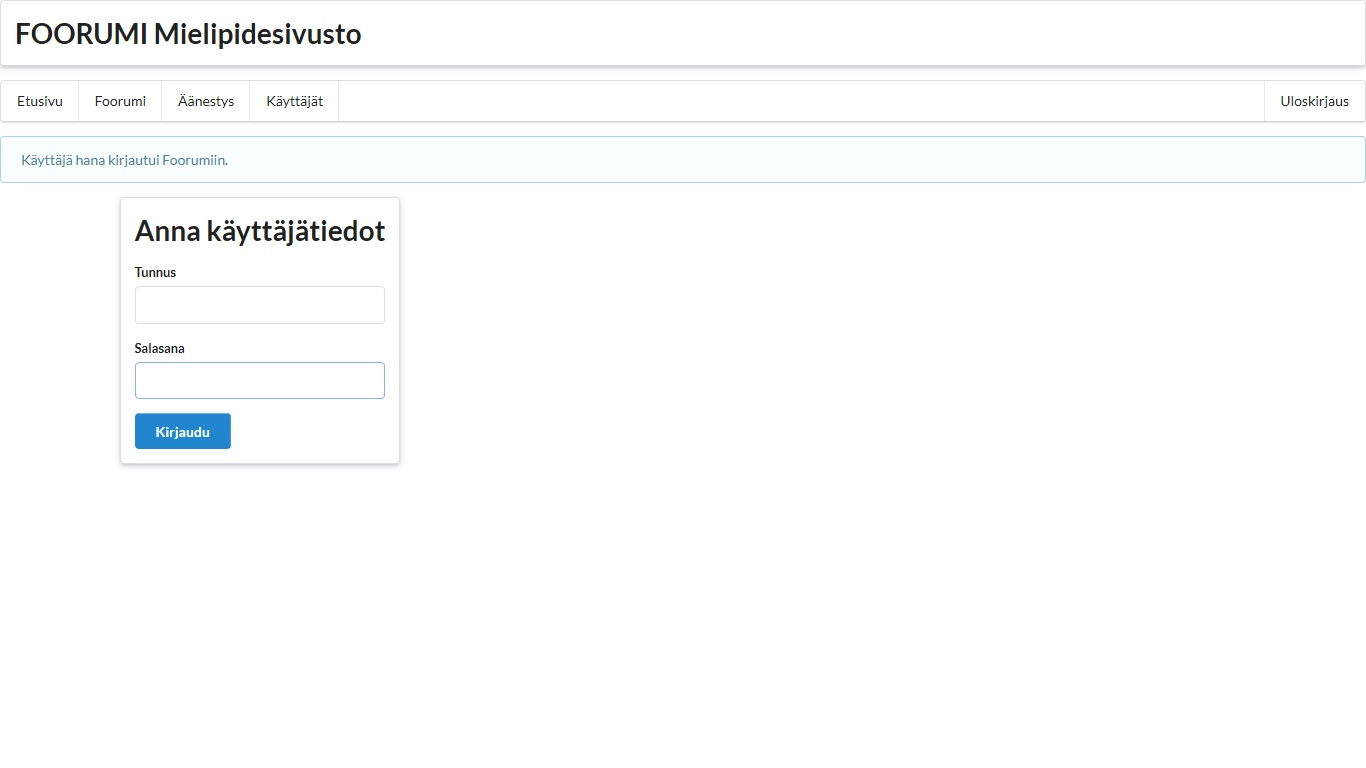 FOORUMI Mielipidesivusto
Etusivu Foorumi Äänestys Käyttäjät Uloskirjaus
Käyttäjä hana kirjautui Foorumiin.
Anna käyttäjätiedot
Tunnus
Salasana
Kirjaudu